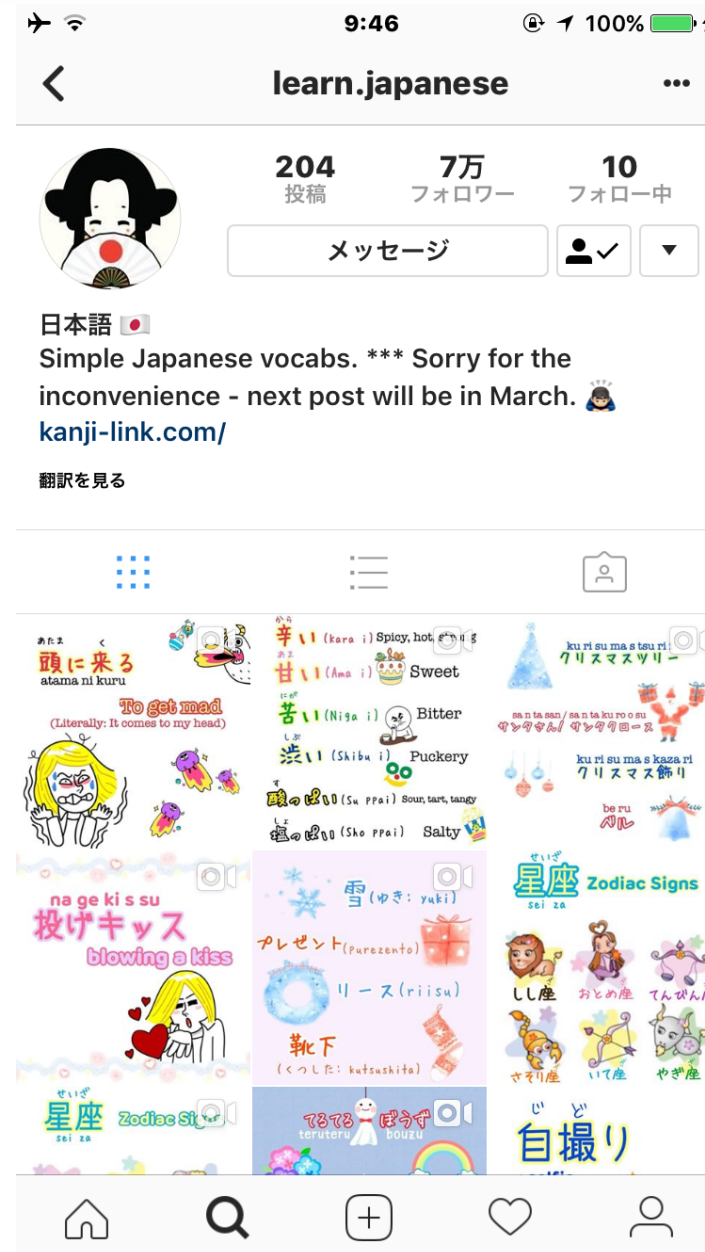 9:46
100%
learn.japanese
204
7万
10
投稿
フォロワー
フォロー中
メッセージ
日本語
Simple Japanese vocabs. *** Sorry for the
inconvenience - next post will be in March.
kanji-link.com/
翻訳を見る
あたま く
頭に来る
atama ni kuru
To get mad
(Literally: It comes to my head)
から
辛い (kara i) Spicy, hot,
あま
甘い (Ama i) Sweet
にが
苦い (Niga i) Bitter
しぶ
渋い (Shibu i) Puckery
す
酸っぱい (Su ppai) Sour, tart, tangy
しょ
塩っぱい (Sho ppai) Salty
ku ri su ma s tsu ri
クリスマスツリー
sa n ta san / sa n ta ku ro o su
サンタさん/ サンタクロース
ku ri su ma s kaza ri
クリスマス飾り
be ru
ベル
na ge ki s su
投げキッス
blowing a kiss
雪 (ゆき: yuki)
プレゼント (purezento)
リース (riisu)
靴下
(くつした: kutsushita)
せいざ
星座 Zodiac Signs
sei za
しし座
おとめ座
てんびん
さそり座
いて座
やぎ座
せいざ
星座 Zodiac
sei za
てるてる ぼうず
teruteru bouzu
じ ど
自撮り